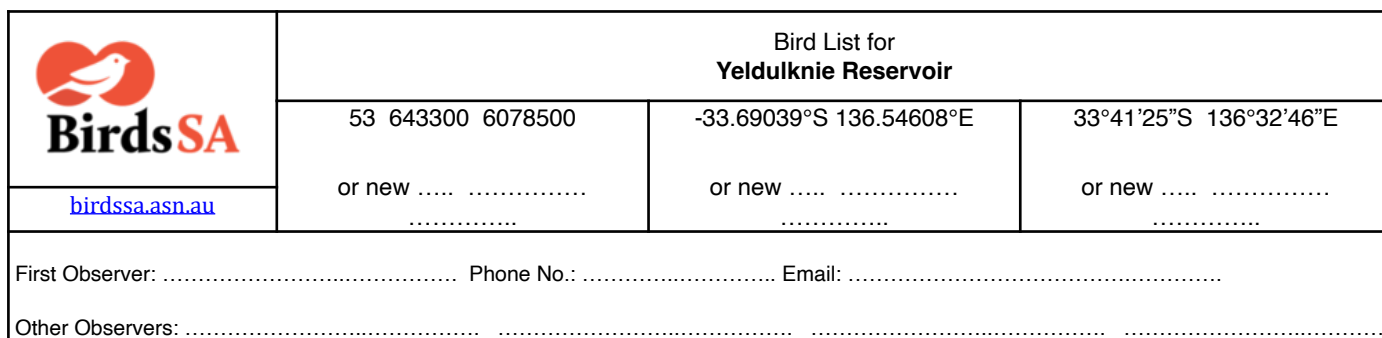 BirdsSA
birdssa.asn.au
Bird List for
Yeldulknie Reservoir
53 643300 6078500
or new ….. ……………
…………..
-33.69039°S 136.54608°E
or new ….. ……………
…………..
33°41’25”S 136°32’46”E
or new ….. ……………
…………..
First Observer: ……………………..……………. Phone No.: …………..………….. Email: ………………………………….………….
Other Observers: ……………………..……………. ……………………..……………. ……………………..……………. ……………………..………….